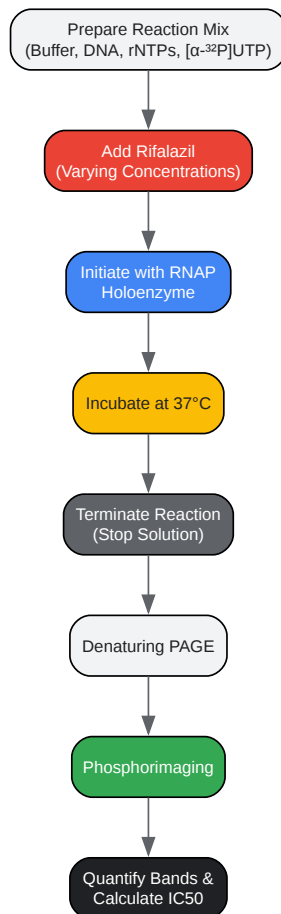 Prepare Reaction Mix
(Buffer, DNA, rNTPs, [α-³²P]UTP)
Add Rifalazil
(Varying Concentrations)
Initiate with RNAP
Holoenzyme
Incubate at 37°C
Terminate Reaction
(Stop Solution)
Denaturing PAGE
Phosphorimaging
Quantify Bands &
Calculate IC50